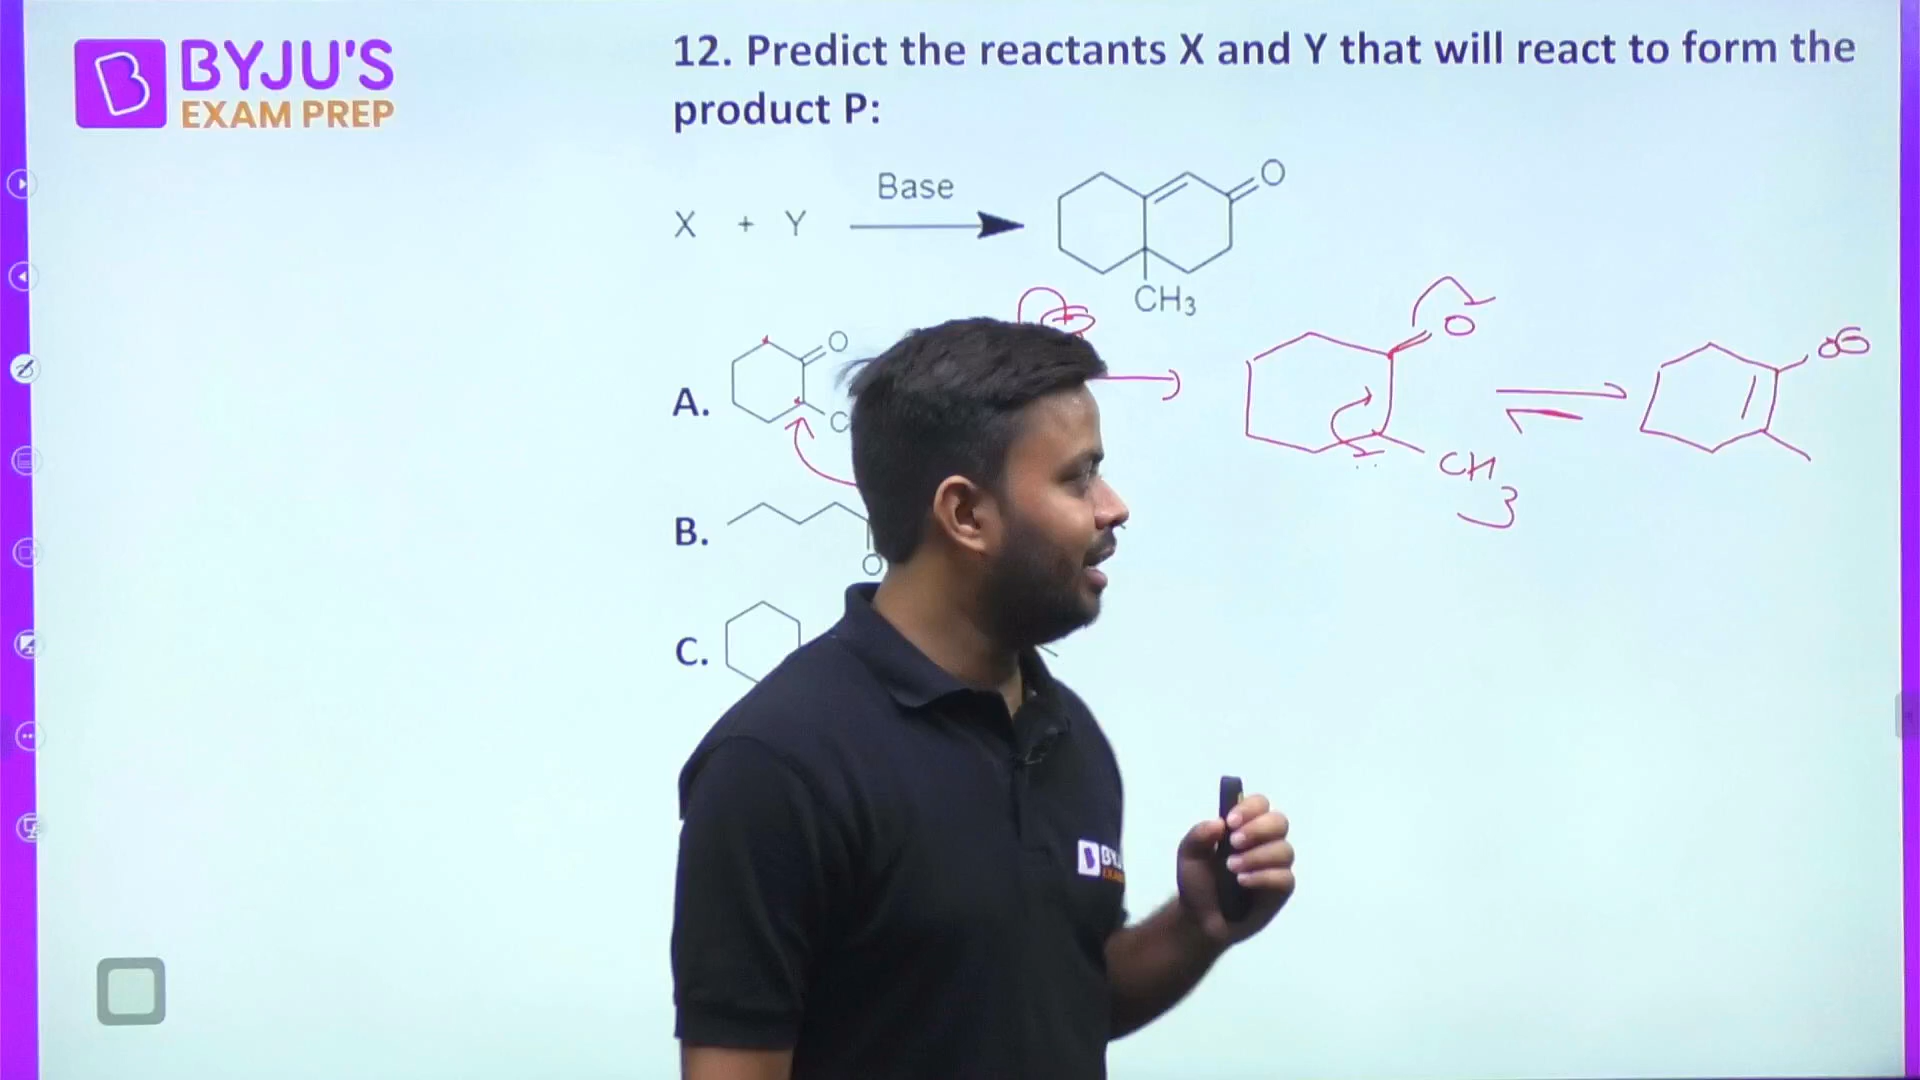 BYJU'S
EXAM PREP
12. Predict the reactants X and Y that will react to form the
product P:
X + Y
Base
O
CH3
A.
O
C
O
CH3
O⊖
B.
O
C.